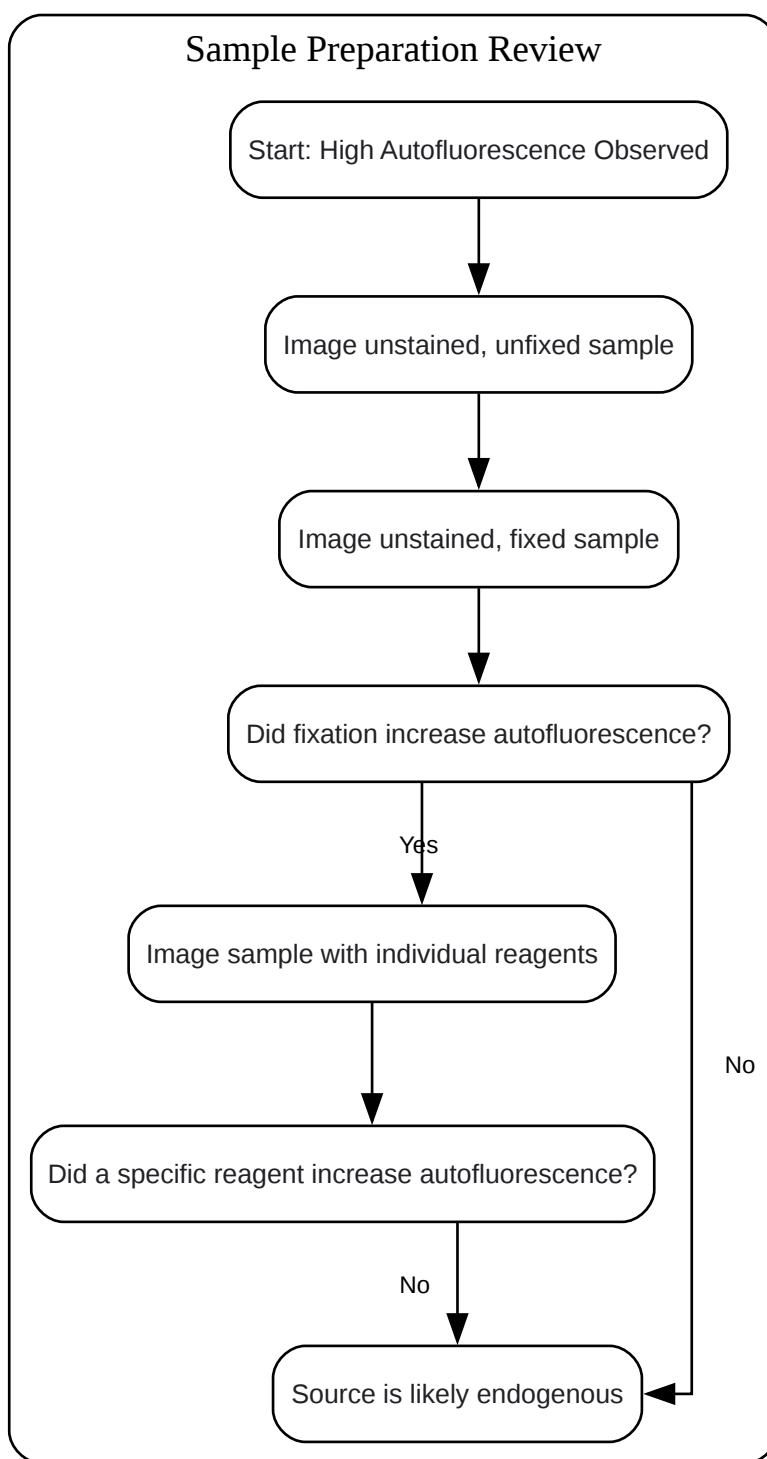 Sample Preparation Review
Start: High Autofluorescence Observed
Image unstained, unfixed sample
Image unstained, fixed sample
Did fixation increase autofluorescence?
Yes
Image sample with individual reagents
No
Did a specific reagent increase autofluorescence?
No
Source is likely endogenous